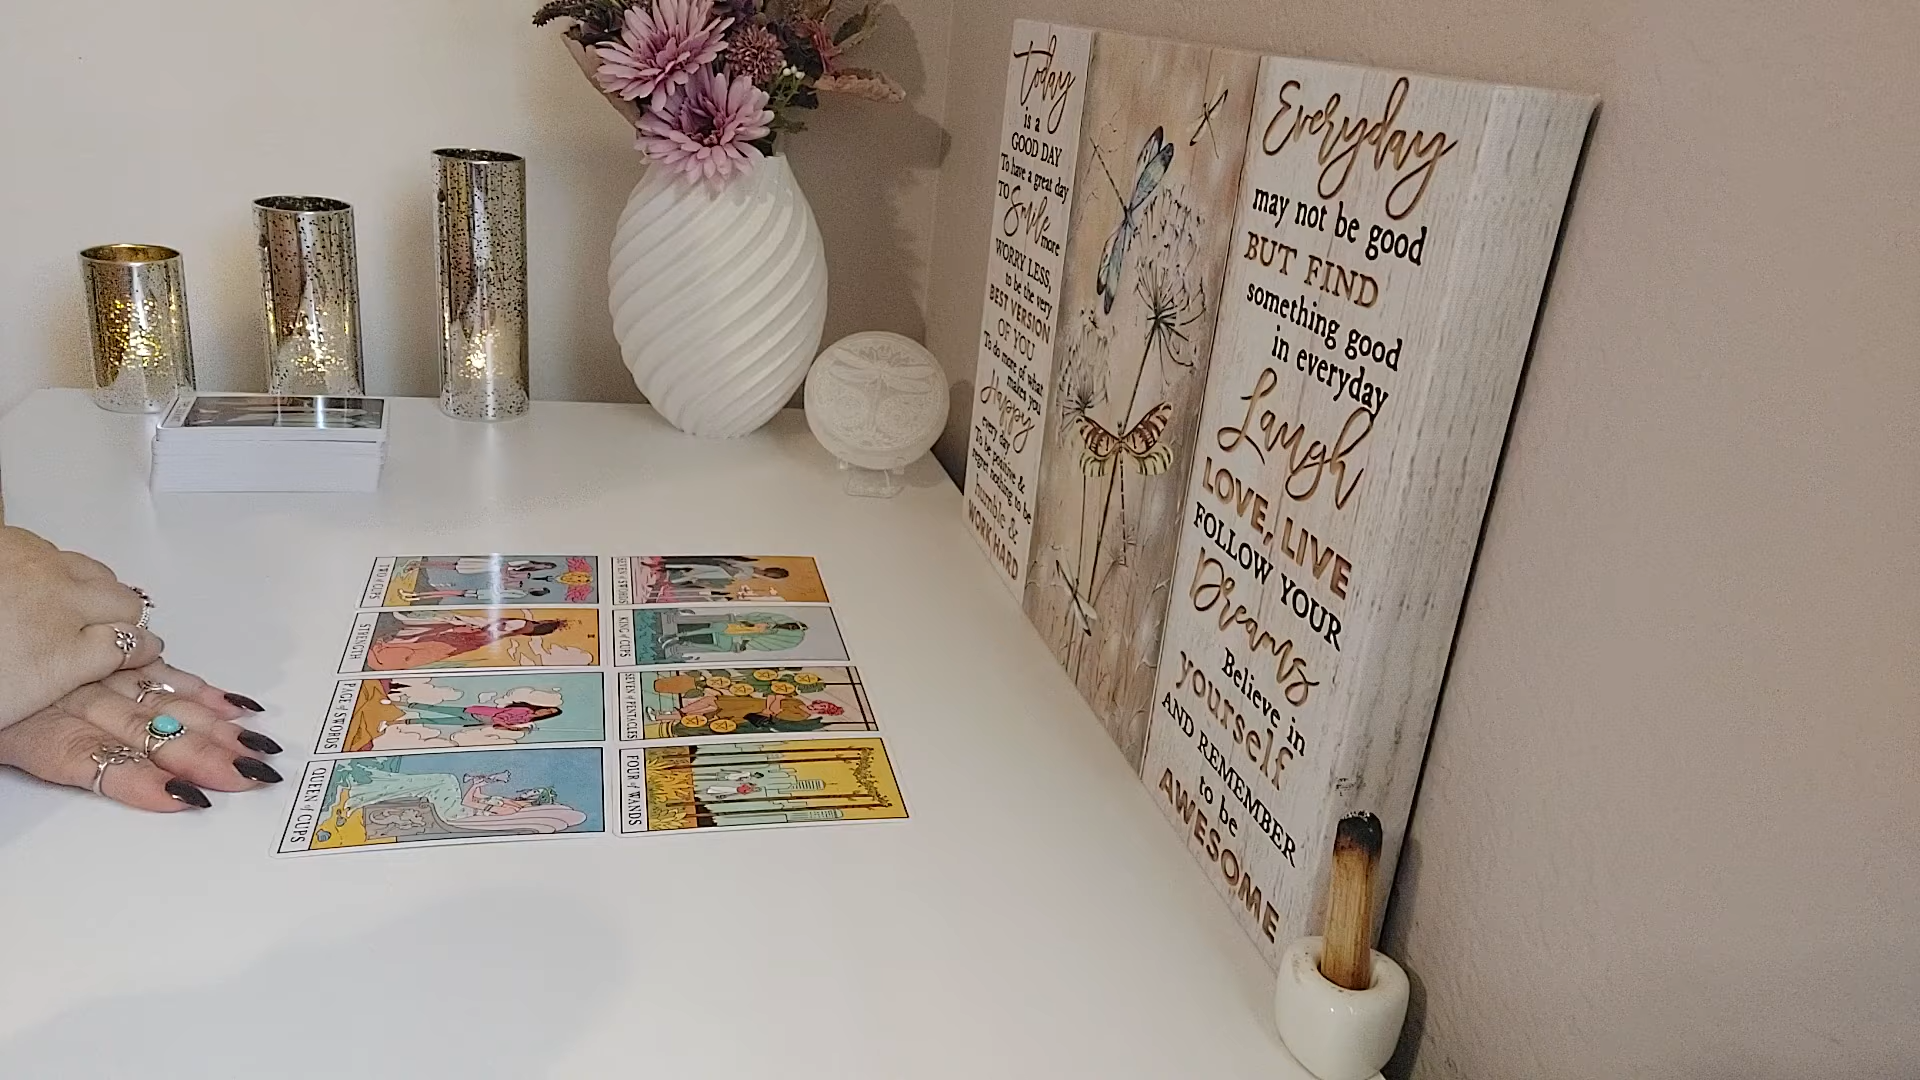 Today
is a
GOOD DAY
To have a great day
TO Smile more
WORRY LESS,
to be the very
BEST VERSION
OF YOU
To do more of what
makes you
Happy
every day
To be positive &
regret nothing to be
humble &
WORK HARD
Everyday
may not be good
BUT FIND
something good
in everyday
Laugh
LOVE, LIVE
FOLLOW YOUR
Dreams
Believe in
yourself
AND REMEMBER
to be
AWESOME
TWO of CUPS
STRENGTH
PAGE of SWORDS
QUEEN of CUPS
SEVEN of SWORDS
KING of CUPS
SEVEN of PENTACLES
FOUR of WANDS